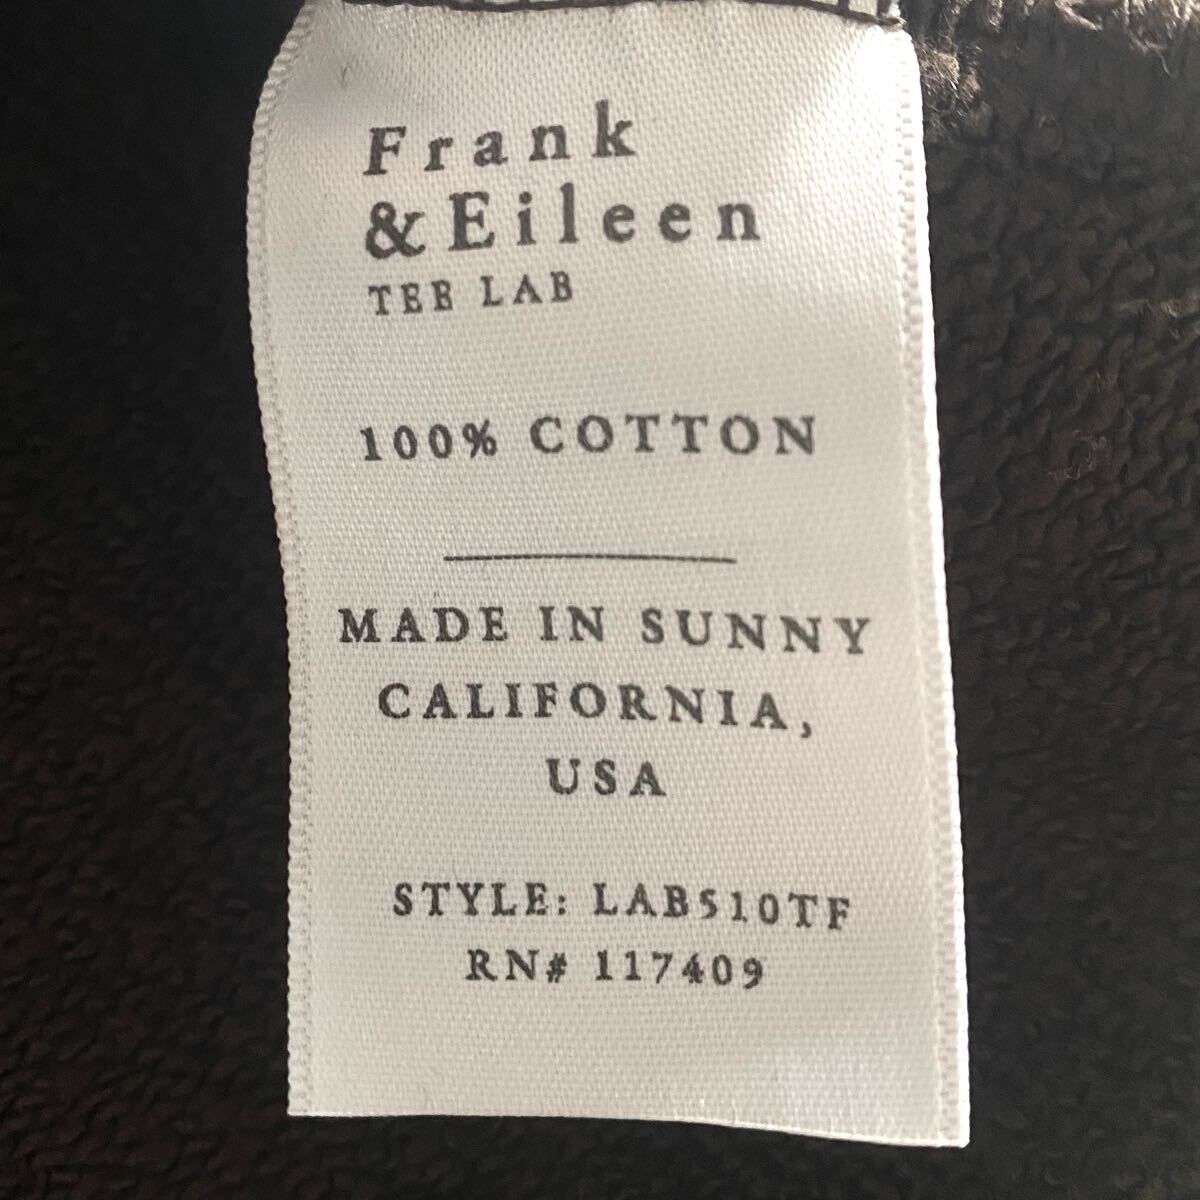 Frank
& Eileen
TEE LAB
100% COTTON
MADE IN SUNNY
CALIFORNIA,
USA
STYLE: LAB510TF
RN# 117409